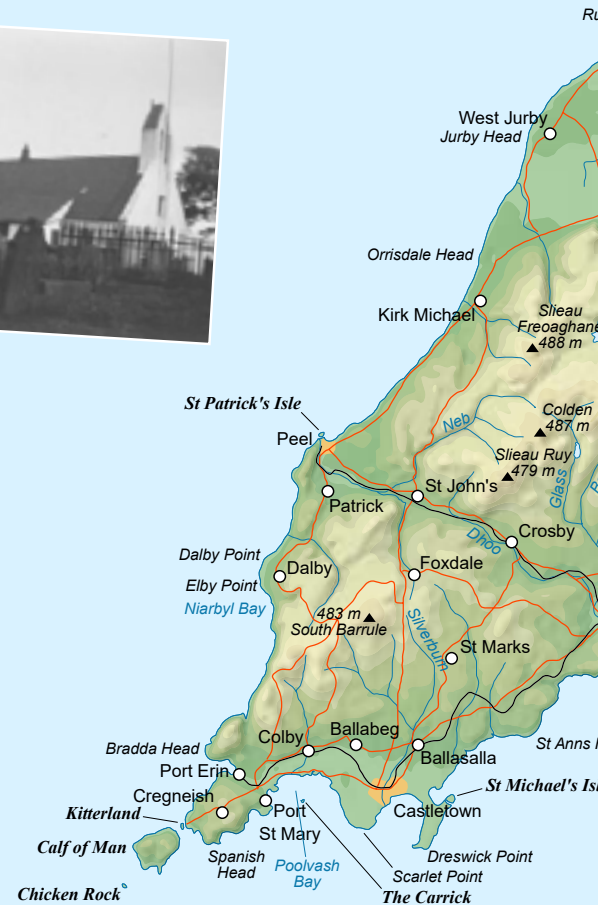 Ru
West Jurby
Jurby Head
Orrisdale Head
Kirk Michael
Slieau
Freoaghane
488 m
St Patrick's Isle
Peel
Neb
Colden
487 m
Slieau Ruy
479 m
Glass
St John's
Patrick
Crosby
Dhoo
Dalby Point
Dalby
Foxdale
Elby Point
Niarbyl Bay
483 m
South Barrule
Silverburn
St Marks
Bradda Head
Colby
Ballabeg
St Anns
Ballasalla
Port Erin
St Michael's Isl
Cregneish
Kitterland
Port
St Mary
Castletown
Calf of Man
Spanish
Head
Poolvash
Bay
Dreswick Point
Scarlet Point
Chicken Rock
The Carrick